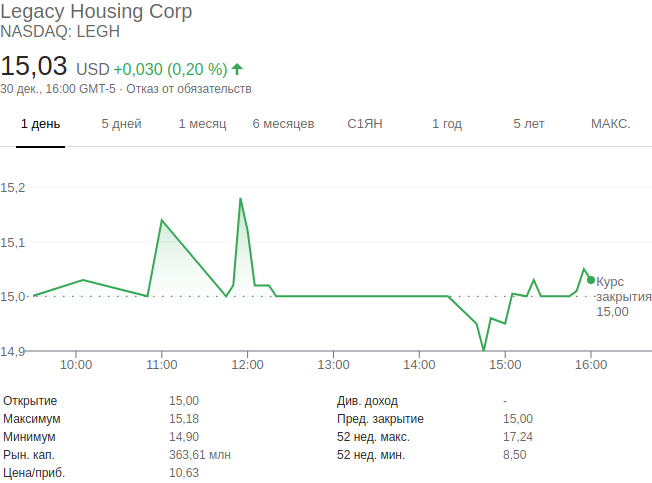 Legacy Housing Corp
NASDAQ: LEGH
15,03 USD +0,030 (0,20 %)
30 дек., 16:00 GMT-5 · Отказ от обязательств
1 день 5 дней 1 месяц 6 месяцев С1ЯН 1 год 5 лет МАКС.
15,2
15,1
15,0
14,9
Курс
закрытия
15,00
10:00 11:00 12:00 13:00 14:00 15:00 16:00
Открытие 15,00 Див. доход -
Максимум 15,18 Пред. закрытие 15,00
Минимум 14,90 52 нед. макс. 17,24
Рын. кап. 363,61 млн 52 нед. мин. 8,50
Цена/приб. 10,63